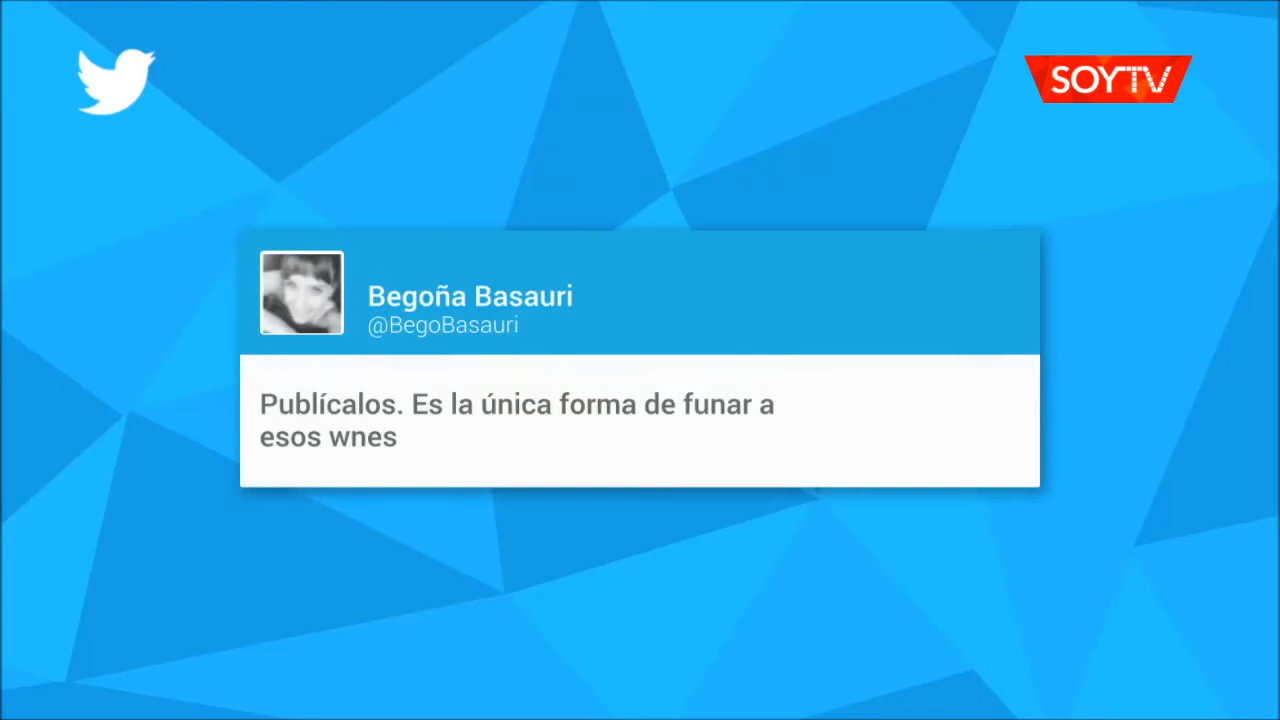 SOYTV
Begoña Basauri
@BegoBasauri
Publícalos. Es la única forma de funar a
esos wnes